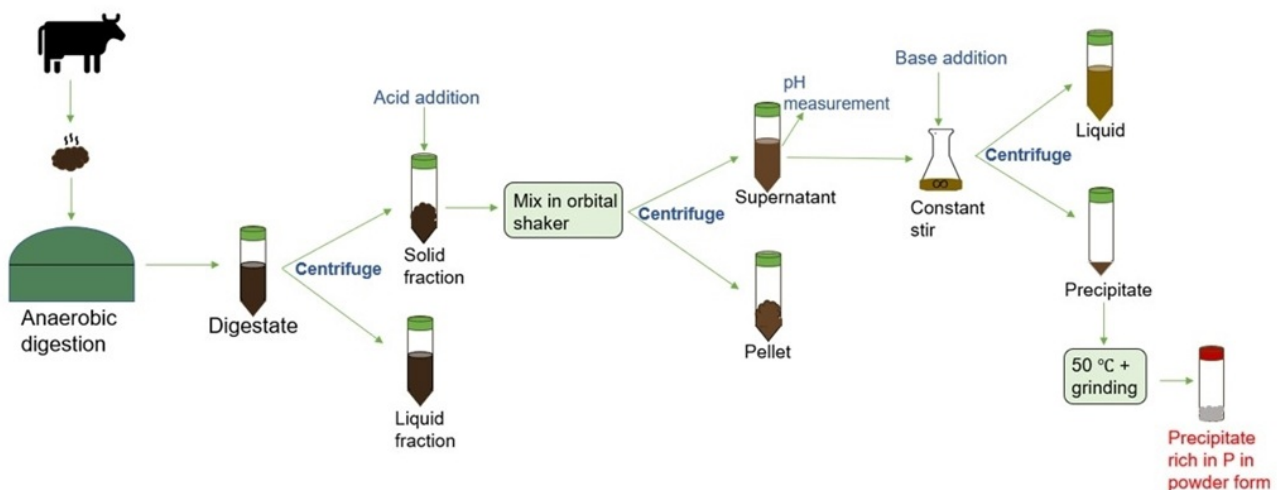 Anaerobic
digestion
Digestate
Centrifuge
Acid addition
Solid
fraction
Liquid
fraction
Mix in orbital
shaker
Centrifuge
pH
measurement
Supernatant
Pellet
Base addition
Constant
stir
Centrifuge
Liquid
Precipitate
50 °C +
grinding
Precipitate
rich in P in
powder form